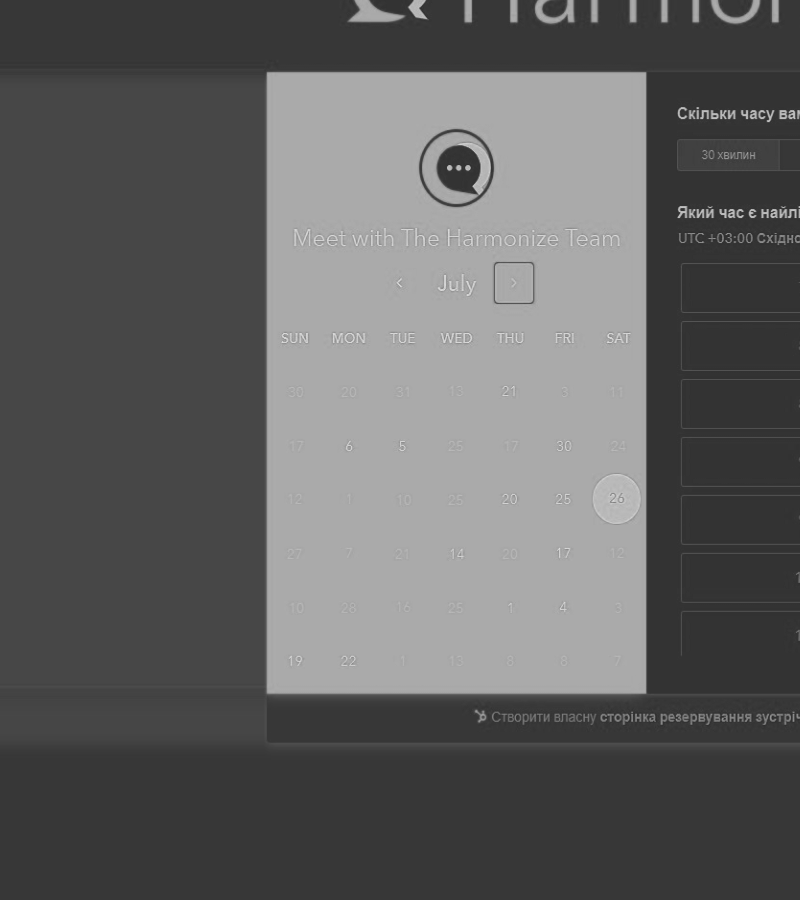 Harmon
Meet with The Harmonize Team
July
SUN MON TUE WED THU FRI SAT
30 20 31 13 21 3 11
17 6 5 25 17 30 24
12 1 10 25 20 25 26
27 7 21 14 20 17 12
10 28 16 25 1 4 3
19 22 1 13 8 8 7
Скільки часу ва
30 хвилин
Який час є найлі
UTC +03:00 Східно
Створити власну сторінка резервування зустріч